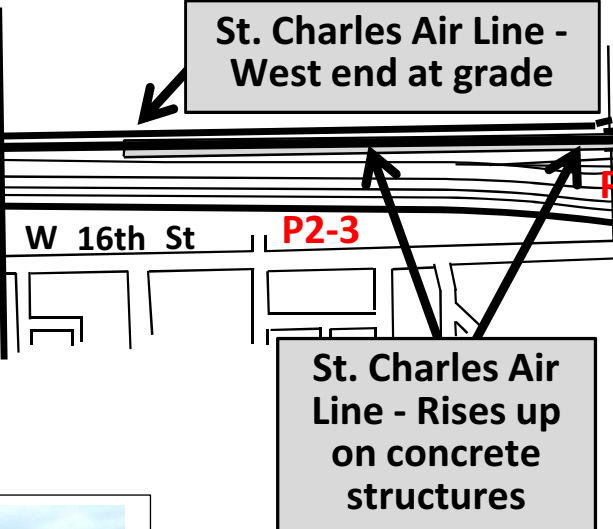 St. Charles Air Line -
West end at grade
W 16th St
P2-3
St. Charles Air
Line - Rises up
on concrete
structures